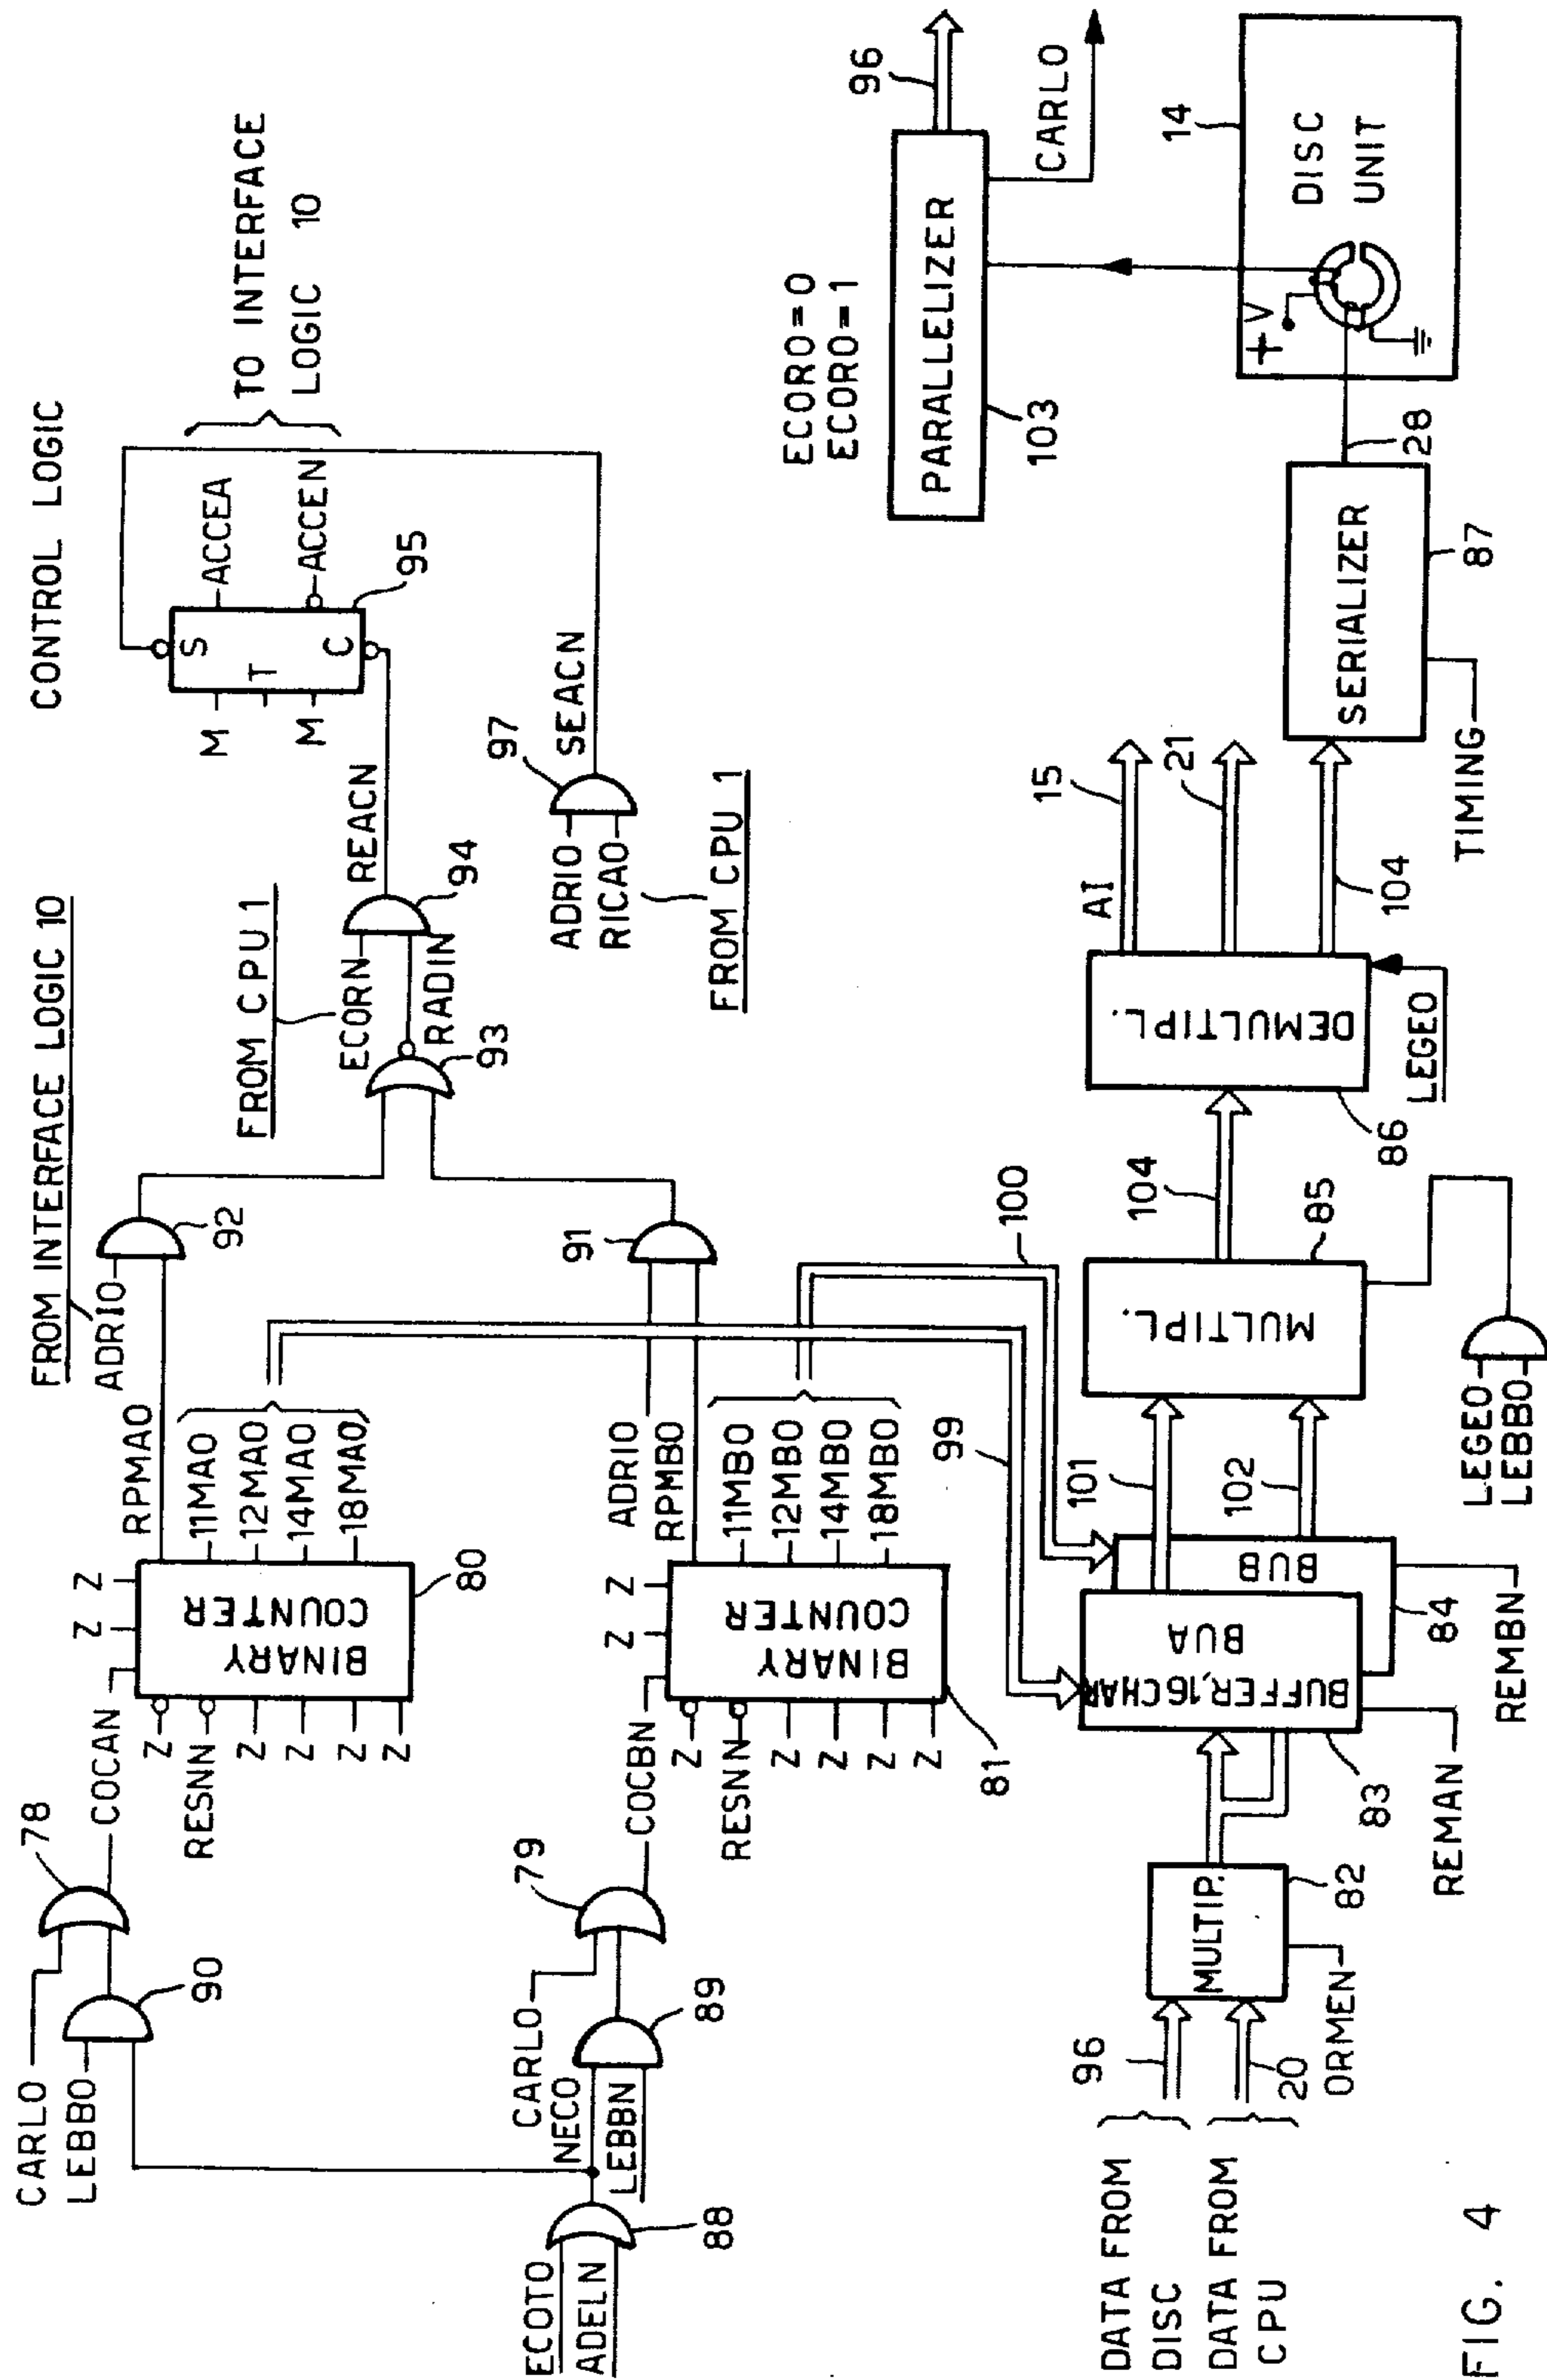 CONTROL LOGIC
FROM INTERFACE LOGIC 10
TO INTERFACE
LOGIC 10
CARLO
LEBBO
90
78
COCAN
Z
RESNN
Z
Z
Z
Z
Z
Z
BINARY
COUNTER
80
RPMAO
11MAO
12MAO
14MAO
18MAO
ADRIO
92
FROM CPU 1
ECORN
RADIN
93
REACN
94
M
T
M
S
C
ACCEA
ACCEN
95
ADRIO
RICAO
97
SEACN
FROM CPU 1
ECOTO
ADELN
88
CARLO
NECO
LEBBN
89
79
COCBN
Z
RESNN
Z
Z
Z
Z
Z
Z
BINARY
COUNTER
81
ADRIO
RPMBO
11MBO
12MBO
14MBO
18MBO
91
99
100
ECORO=0
ECORO=1
PARALLELIZER
103
96
CARLO
DATA FROM
DISC
DATA FROM
CPU
96
20
ORMEN
MULTIP.
82
BUFFER,16CHAR
BUA
83
REMAN
BUB
84
REMBN
101
102
MULTIPL.
85
LEGEO
LEBBO
104
DEMULTIPL.
86
LEGEO
AI
15
21
104
SERIALIZER
TIMING
87
28
+V
DISC
UNIT
14
FIG. 4